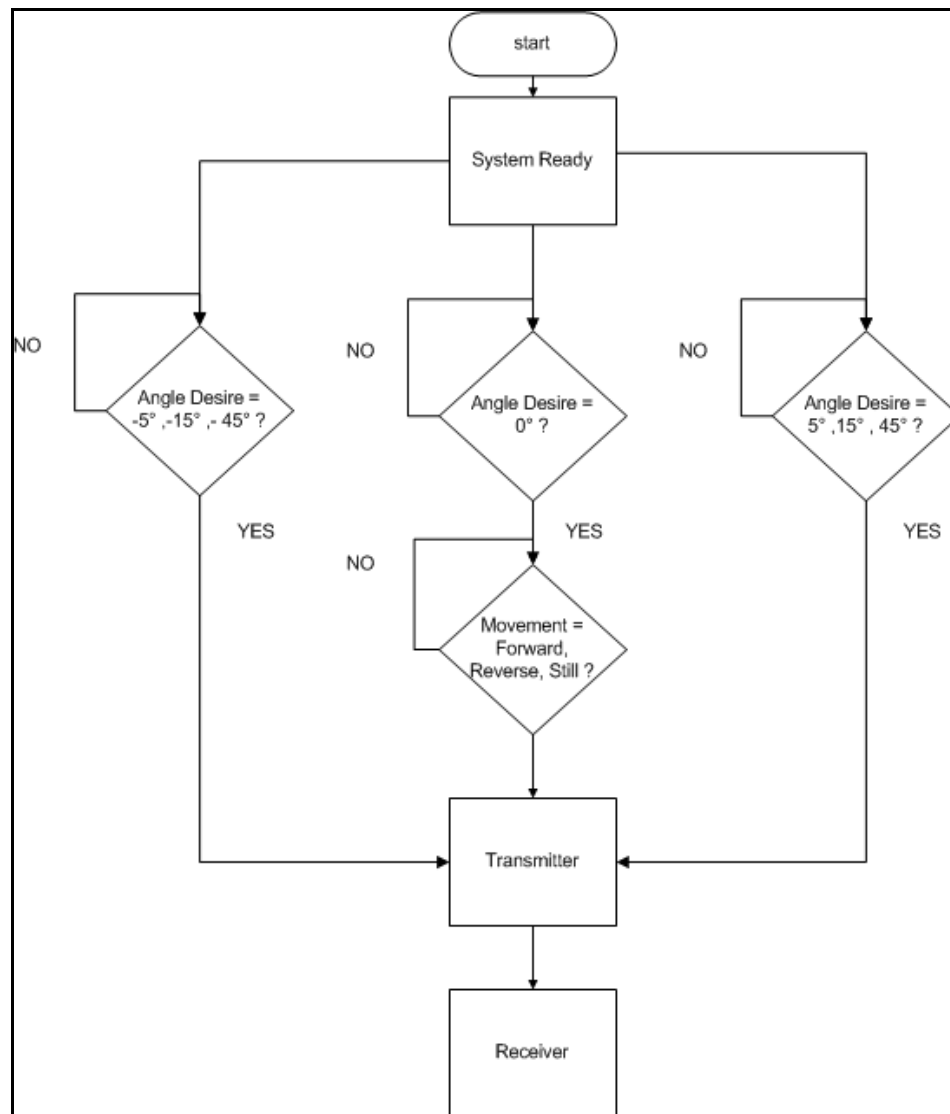 start
System Ready
NO
Angle Desire =
-5° ,-15° ,- 45° ?
YES
NO
Angle Desire =
0° ?
YES
NO
Angle Desire =
5° ,15° , 45° ?
YES
NO
Movement =
Forward,
Reverse, Still ?
Transmitter
Receiver